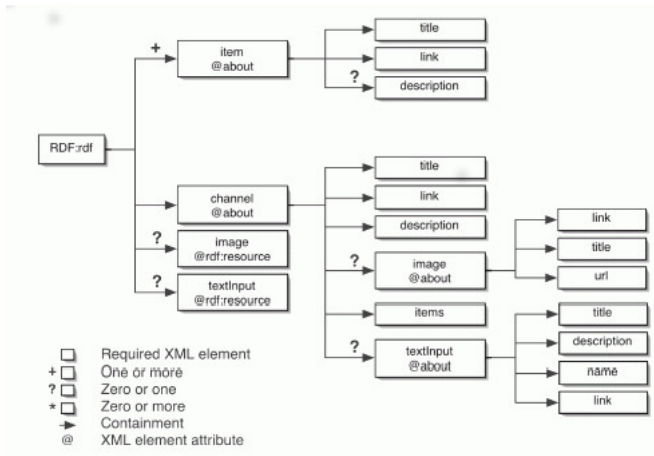 title
+
item
@about
link
?
description
RDF:rdf
title
channel
@about
link
description
link
?
image
@rdf:resource
?
image
@about
title
url
?
textInput
@rdf:resource
items
title
?
textInput
@about
description
name
link
Required XML element
+ One or more
? Zero or one
* Zero or more
Containment
@ XML element attribute